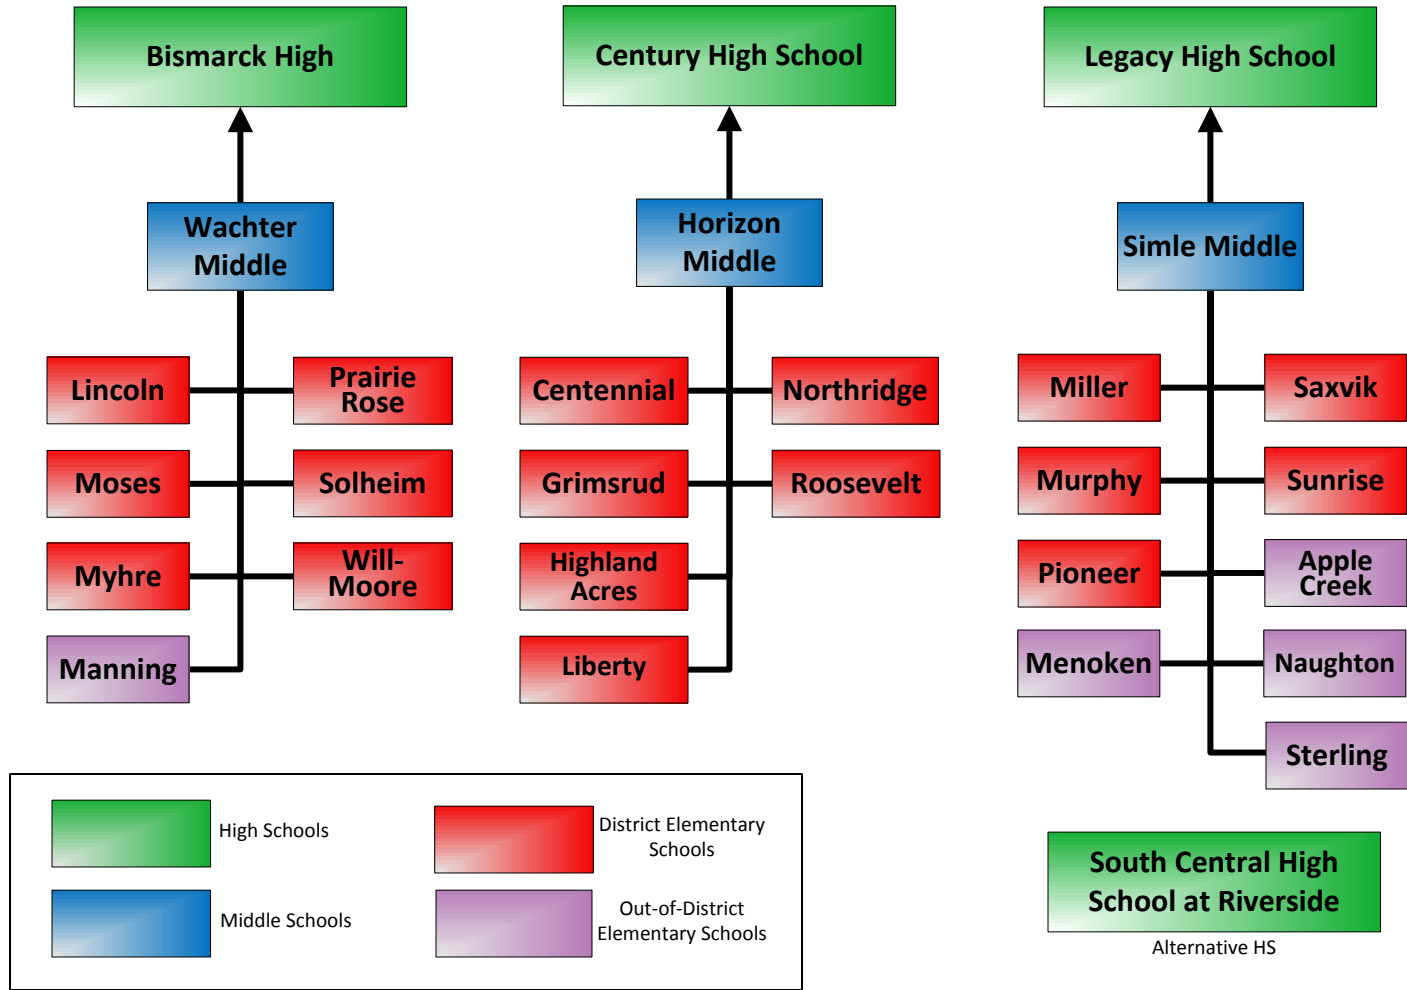 Bismarck High
Century High School
Legacy High School
Wachter
Middle
Horizon
Middle
Simle Middle
Lincoln
Prairie
Rose
Moses
Solheim
Myhre
Will-
Moore
Manning
Centennial
Northridge
Grimsrud
Roosevelt
Highland
Acres
Liberty
Miller
Saxvik
Murphy
Sunrise
Pioneer
Apple
Creek
Menoken
Naughton
Sterling
High Schools
District Elementary
Schools
Middle Schools
Out-of-District
Elementary Schools
South Central High
School at Riverside
Alternative HS